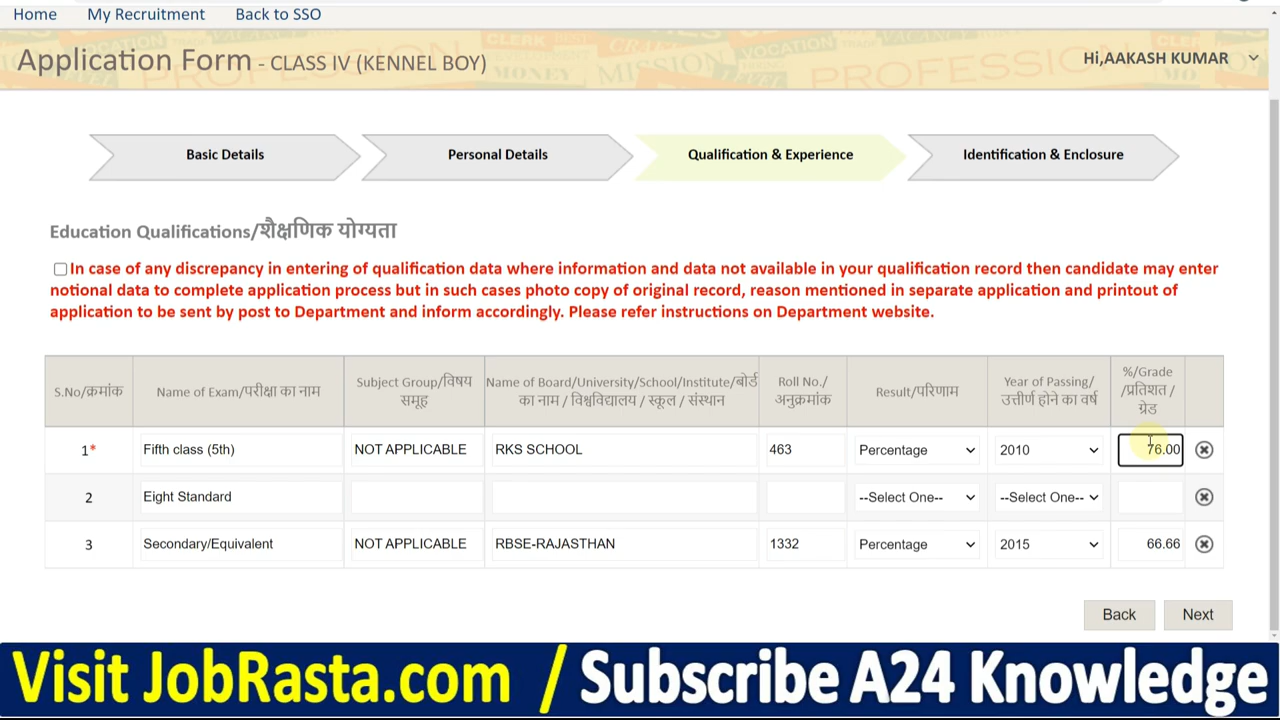 Home My Recruitment Back to SSO
Application Form - CLASS IV (KENNEL BOY)
Hi,AAKASH KUMAR
Basic Details
Personal Details
Qualification & Experience
Identification & Enclosure
Education Qualifications/शैक्षणिक योग्यता
In case of any discrepancy in entering of qualification data where information and data not available in your qualification record then candidate may enter
notional data to complete application process but in such cases photo copy of original record, reason mentioned in separate application and printout of
application to be sent by post to Department and inform accordingly. Please refer instructions on Department website.
S.No/क्रमांक
Name of Exam/परीक्षा का नाम
Subject Group/विषय
समूह
Name of Board/University/School/Institute/बोर्ड
का नाम / विश्वविद्यालय / स्कूल / संस्थान
Roll No./
अनुक्रमांक
Result/परिणाम
Year of Passing/
उत्तीर्ण होने का वर्ष
%/Grade
/प्रतिशत /
ग्रेड
1* Fifth class (5th) NOT APPLICABLE RKS SCHOOL 463 Percentage 2010 76.00
2 Eight Standard --Select One-- --Select One--
3 Secondary/Equivalent NOT APPLICABLE RBSE-RAJASTHAN 1332 Percentage 2015 66.66
Back Next
Visit JobRasta.com / Subscribe A24 Knowledge